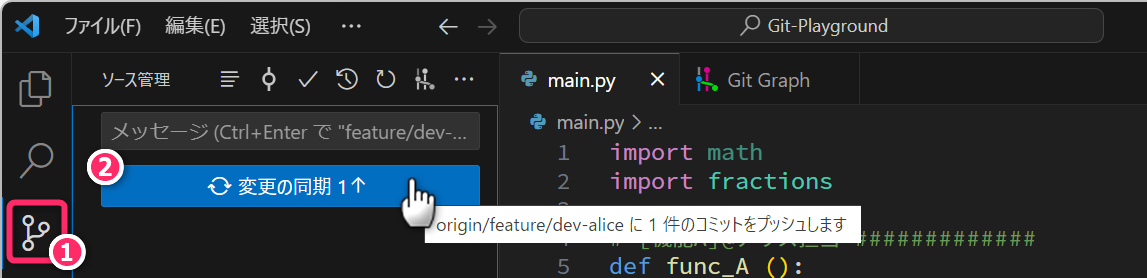 ファイル(F) 編集(E) 選択(S) ··· Git-Playground
ソース管理 ···
main.py Git Graph
メッセージ (Ctrl+Enter で "feature/dev-...
main.py > ...
2
変更の同期 1↑
1 import math
2 import fractions
origin/feature/dev-alice に 1 件のコミットをプッシュします
#############
5 def func_A ():
1